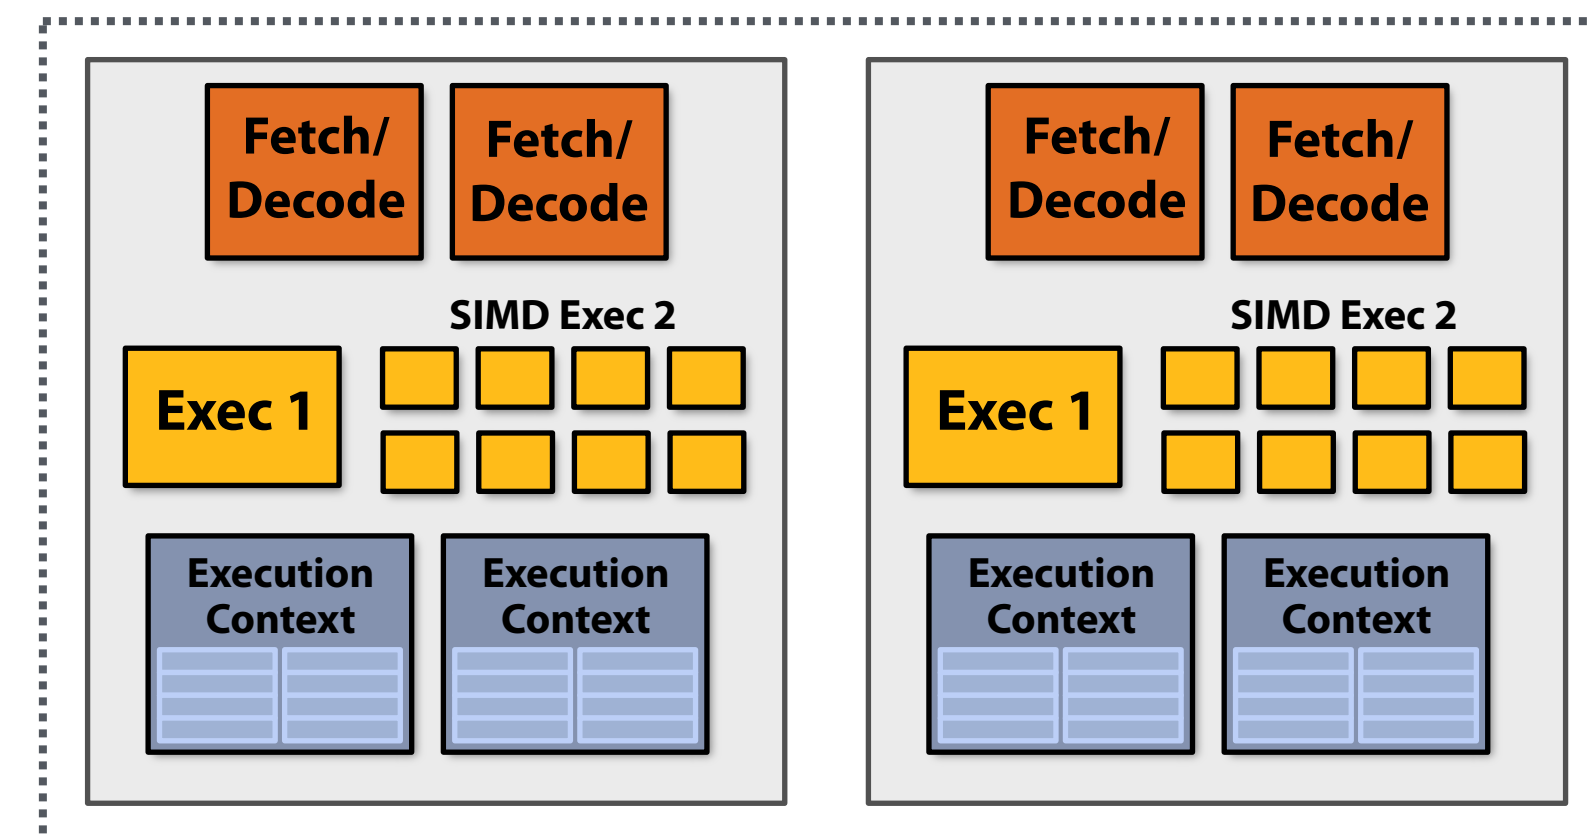 Fetch/
Decode
Fetch/
Decode
SIMD Exec 2
Exec 1
Execution
Context
Execution
Context
Fetch/
Decode
Fetch/
Decode
SIMD Exec 2
Exec 1
Execution
Context
Execution
Context